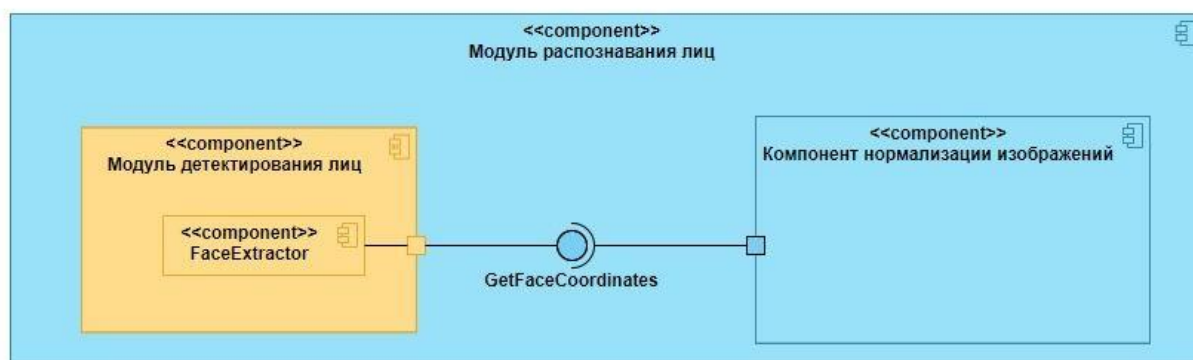 <<component>>
Модуль распознавания лиц
<<component>>
Модуль детектирования лиц
<<component>>
FaceExtractor
GetFaceCoordinates
<<component>>
Компонент нормализации изображений